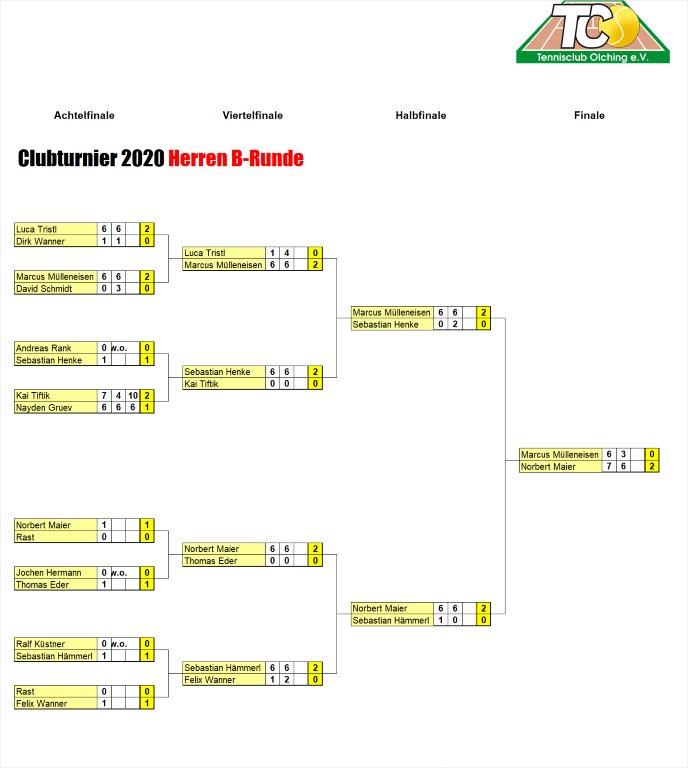 TC
Tennisclub Olching e.V.
Achtelfinale Viertelfinale Halbfinale Finale
Clubturnier 2020 Herren B-Runde
Luca Tristl 6 6 2
Dirk Wanner 1 1 0
Luca Tristl 1 4 0
Marcus Mülleneisen 6 6 2
Marcus Mülleneisen 6 6 2
David Schmidt 0 3 0
Marcus Mülleneisen 6 6 2
Sebastian Henke 0 2 0
Andreas Rank 0 w.o. 0
Sebastian Henke 1 1
Sebastian Henke 6 6 2
Kai Tiftik 0 0 0
Kai Tiftik 7 4 10 2
Nayden Gruev 6 6 6 1
Marcus Mülleneisen 6 3 0
Norbert Maier 7 6 2
Norbert Maier 1 1
Rast 0 0
Norbert Maier 6 6 2
Thomas Eder 0 0 0
Jochen Hermann 0 w.o. 0
Thomas Eder 1 1
Norbert Maier 6 6 2
Sebastian Hämmerl 1 0 0
Ralf Küstner 0 w.o. 0
Sebastian Hämmerl 1 1
Sebastian Hämmerl 6 6 2
Felix Wanner 1 2 0
Rast 0 0
Felix Wanner 1 1